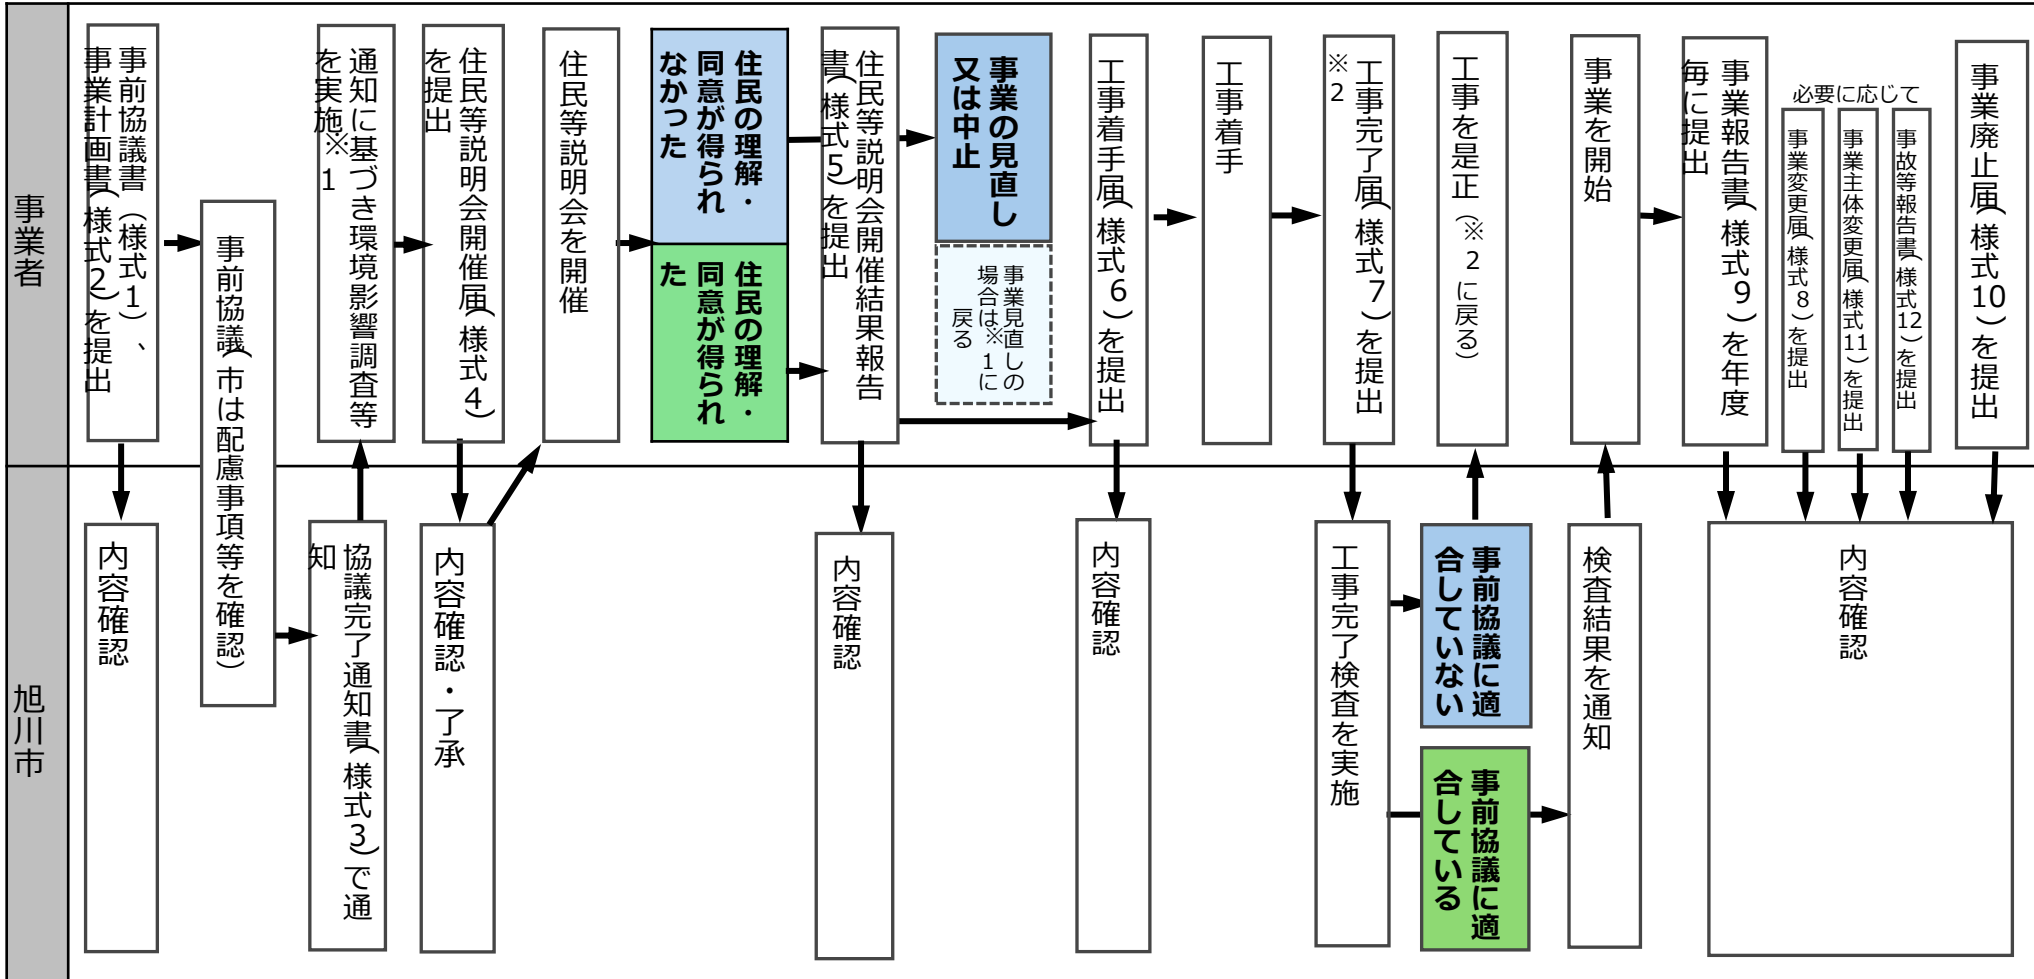 事業者
事前協議書（様式1）、
事業計画書（様式2）を提出
事前協議（市は配慮事項等を確認）
通知に基づき環境影響調査等
を実施※1
住民等説明会開催届（様式4）
を提出
住民等説明会を開催
住民の理解・
同意が得られ
なかった
住民の理解・
同意が得られ
た
住民等説明会開催結果報告
書（様式5）を提出
事業の見直し
又は中止
事業見直しの
場合は※1に
戻る
工事着手届（様式6）を提出
工事着手
工事完了届（様式7）を提出
※2
工事を是正（※2に戻る）
事業を開始
事業報告書（様式9）を年度
毎に提出
必要に応じて
事業変更届（様式8）を提出
事業主体変更届（様式11）を提出
事故等報告書（様式12）を提出
事業廃止届（様式10）を提出
旭川市
内容確認
協議完了通知書（様式3）で通
知
内容確認・了承
内容確認
内容確認
工事完了検査を実施
事前協議に適
合していない
事前協議に適
合している
検査結果を通知
内容確認